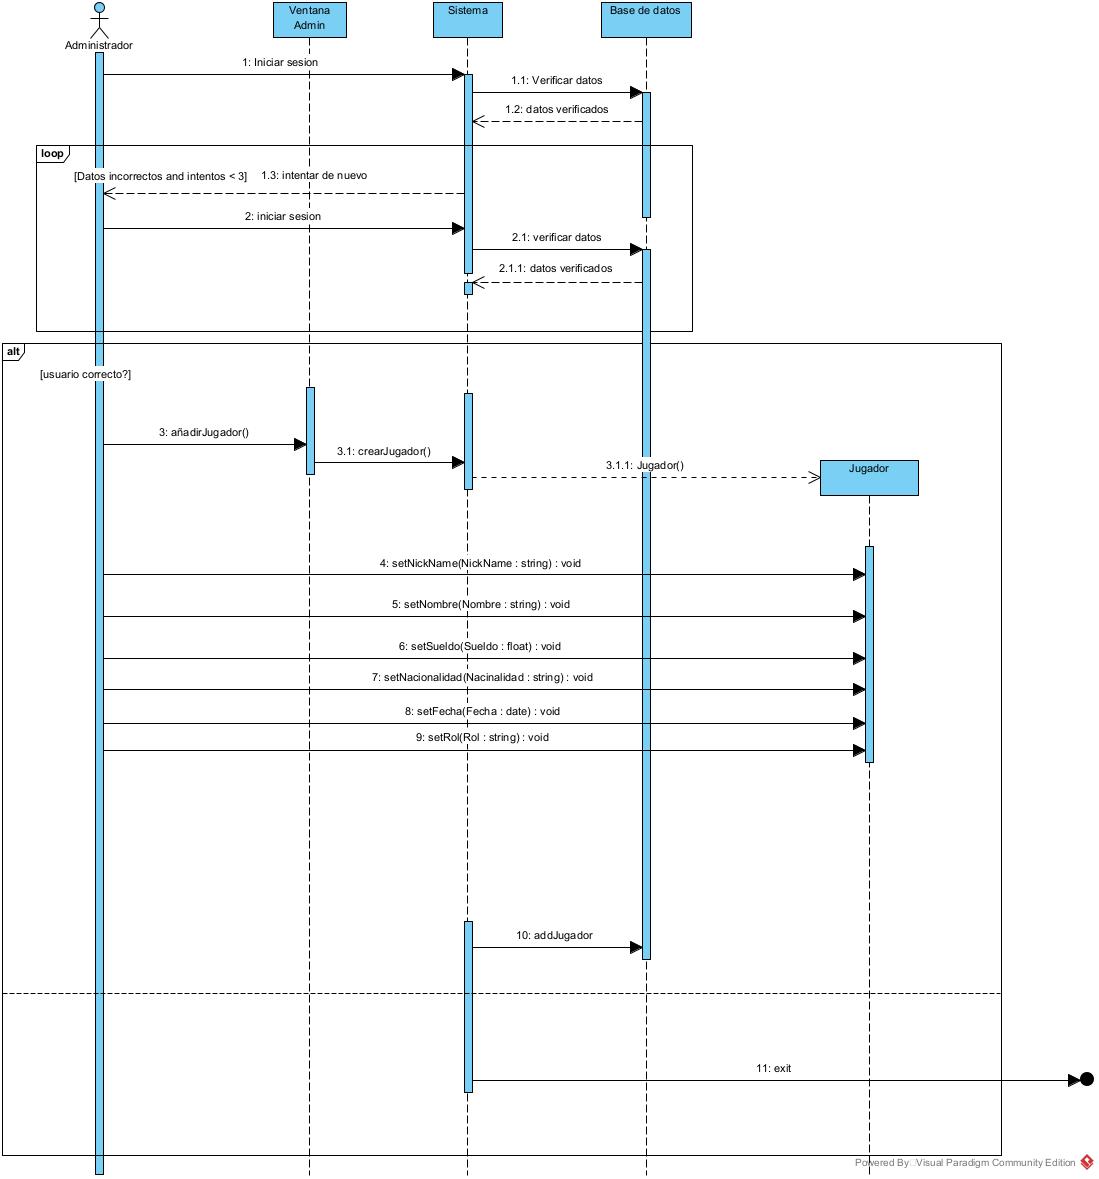 Administrador
Ventana
Admin
Sistema
Base de datos
1: Iniciar sesion
1.1: Verificar datos
1.2: datos verificados
loop
[Datos incorrectos and intentos < 3]
1.3: intentar de nuevo
2: iniciar sesion
2.1: verificar datos
2.1.1: datos verificados
alt
[usuario correcto?]
3: añadirJugador()
3.1: crearJugador()
3.1.1: Jugador()
Jugador
4: setNickName(NickName : string) : void
5: setNombre(Nombre : string) : void
6: setSueldo(Sueldo : float) : void
7: setNacionalidad(Nacinalidad : string) : void
8: setFecha(Fecha : date) : void
9: setRol(Rol : string) : void
10: addJugador
11: exit
Powered By Visual Paradigm Community Edition